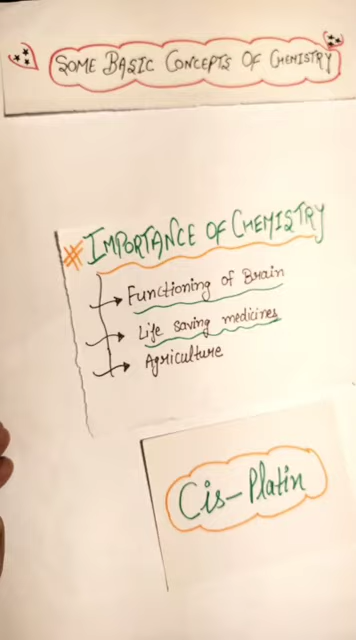 SOME BASIC CONCEPTS OF CHEMISTRY
# IMPORTANCE OF CHEMISTRY
→ Functioning of Brain
→ Life saving medicines
→ Agriculture
Cis-Platin